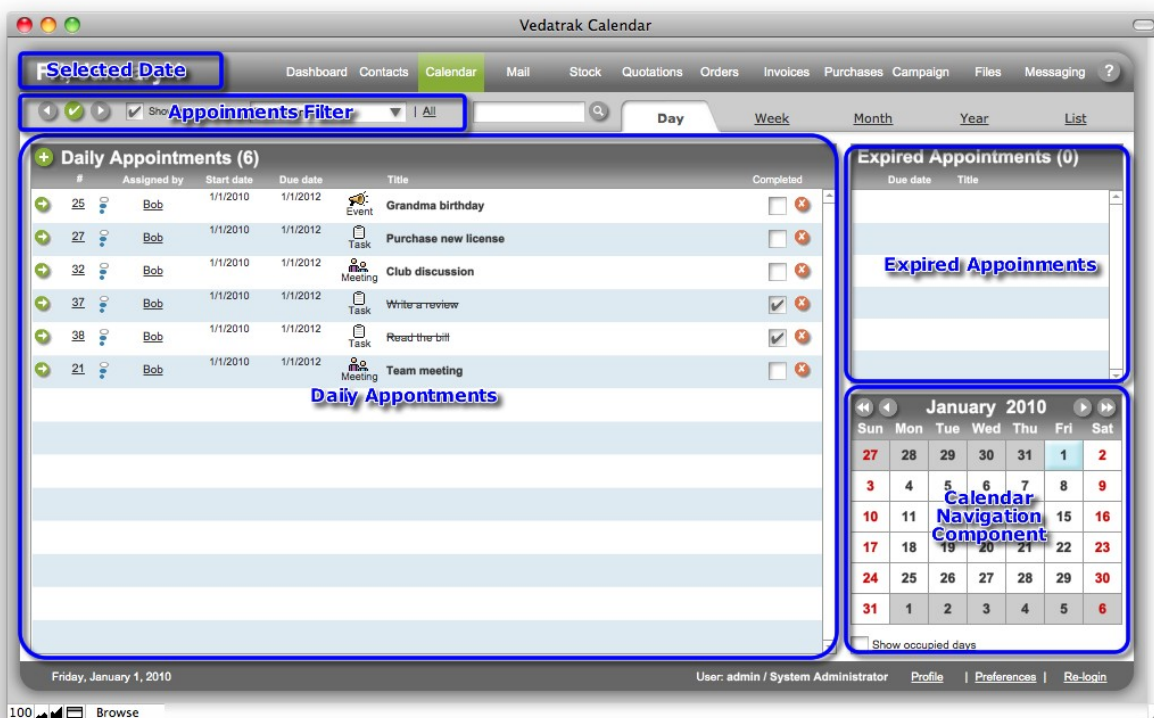 Vedatrak Calendar
Selected Date
Dashboard Contacts Calendar Mail Stock Quotations Orders Invoices Purchases Campaign Files Messaging ?
Show Appoinments Filter | All
Day Week Month Year List
Daily Appointments (6)
# Assigned by Start date Due date Title Completed
25 Bob 1/1/2010 1/1/2012 Event Grandma birthday
27 Bob 1/1/2010 1/1/2012 Task Purchase new license
32 Bob 1/1/2010 1/1/2012 Meeting Club discussion
37 Bob 1/1/2010 1/1/2012 Task Write a review
38 Bob 1/1/2010 1/1/2012 Task Read the bill
21 Bob 1/1/2010 1/1/2012 Meeting Team meeting
Daily Appontments
Expired Appointments (0)
Due date Title
Expired Appoinments
January 2010
Sun Mon Tue Wed Thu Fri Sat
27 28 29 30 31 1 2
3 4 5 6 7 8 9
10 11 15 16
17 18 19 20 21 22 23
24 25 26 27 28 29 30
31 1 2 3 4 5 6
Calendar
Navigation
Component
Show occupied days
Friday, January 1, 2010
User: admin / System Administrator Profile | Preferences | Re-login
100 Browse